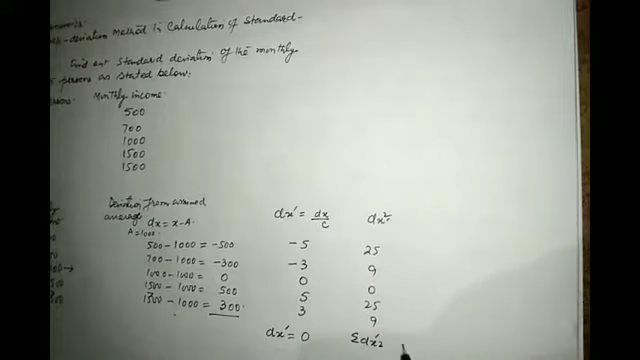 -deviation Method In Calculation of Standard-
Find out Standard deviation of the monthly
persons as stated below:
Monthly income
500
700
1000
1500
1500
Deviation from assumed
average
dx = x-A
A=1000
dx' = dx/c
dx²
500-1000 = -500
-5
25
700-1000 = -300
-3
9
1000-1000 = 0
0
0
1500-1000 = 500
5
25
1300-1000 = 300
3
9
dx' = 0
Σdx'2